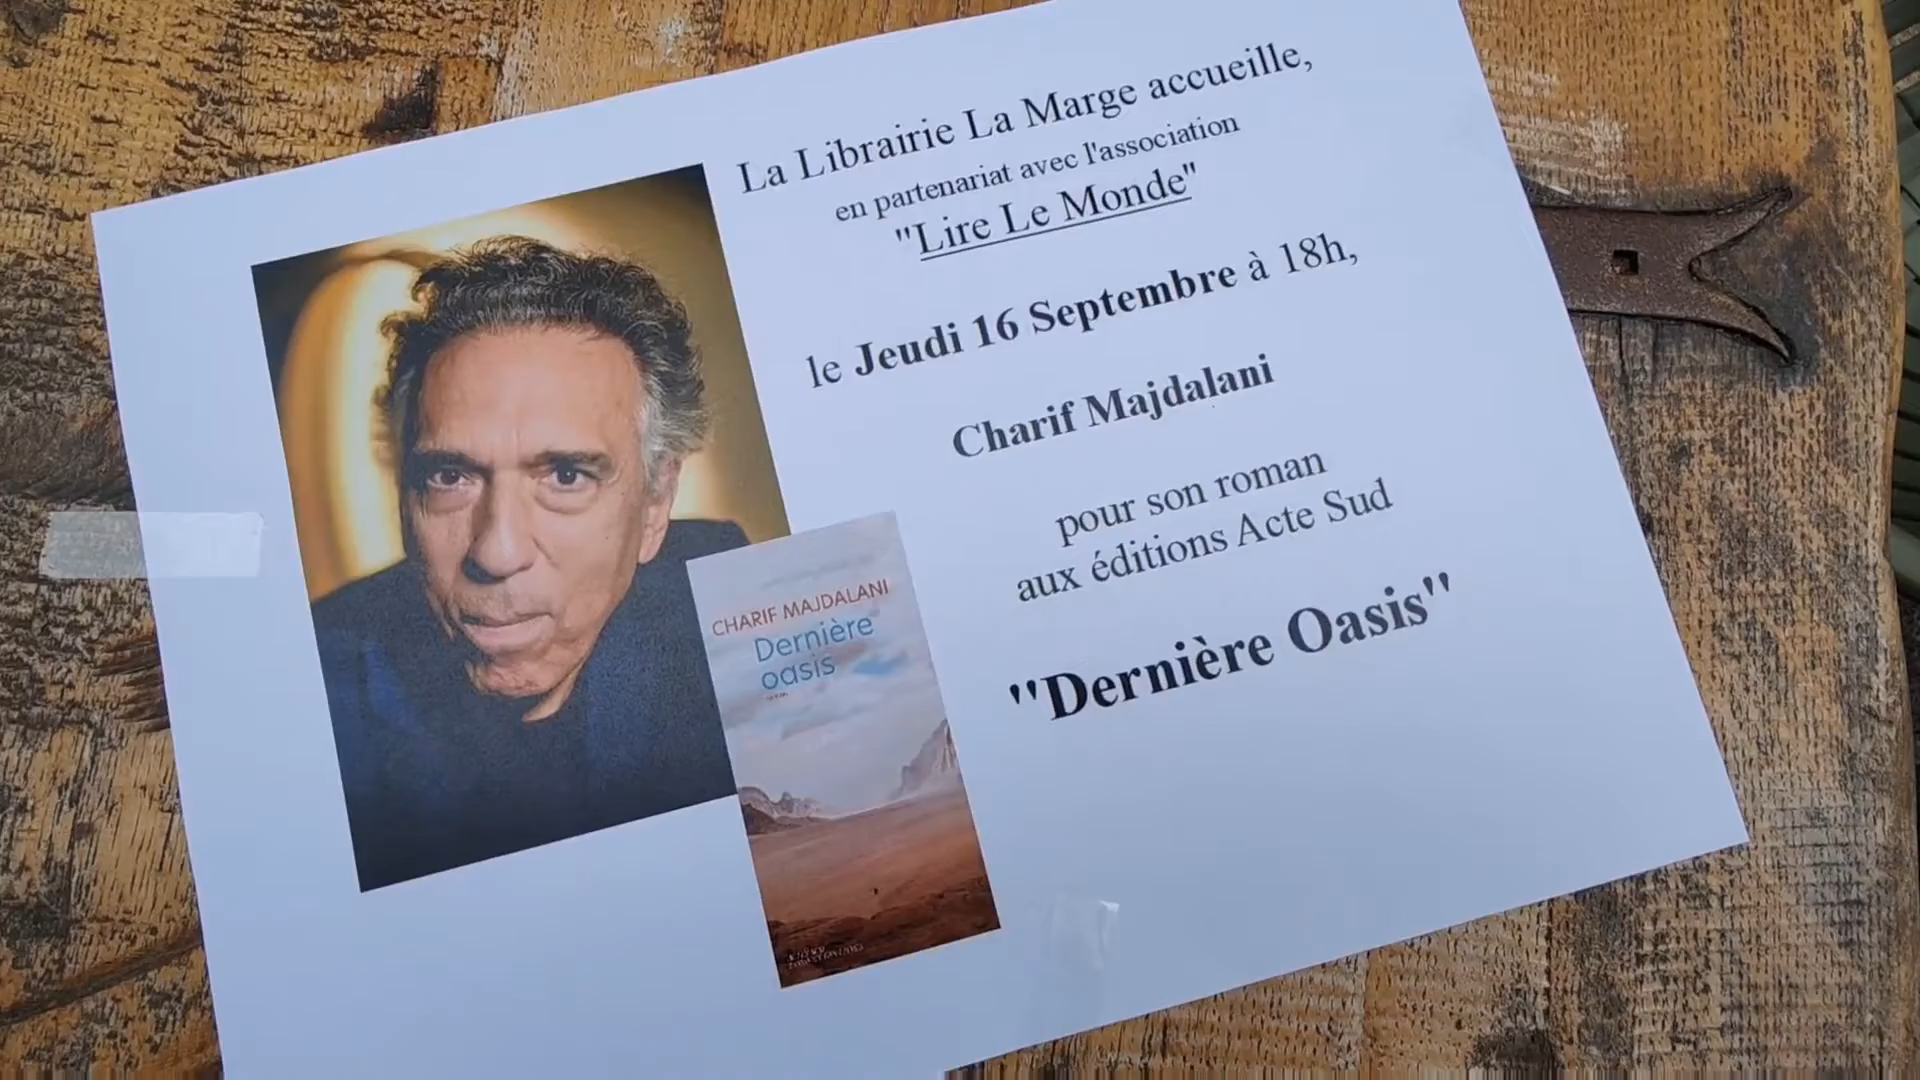 La Librairie La Marge accueille,
en partenariat avec l'association
"Lire Le Monde"
le Jeudi 16 Septembre à 18h,
Charif Majdalani
pour son roman
aux éditions Acte Sud
"Dernière Oasis"
CHARIF MAJDALANI
Dernière
oasis